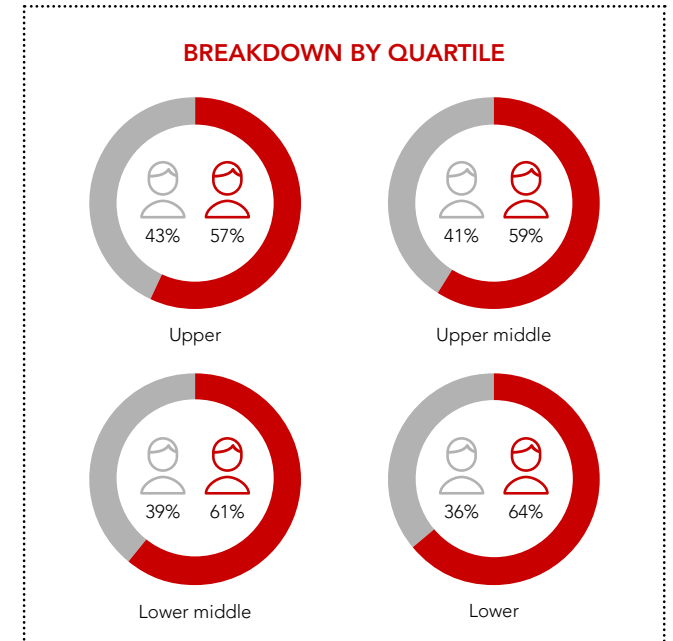 BREAKDOWN BY QUARTILE
43% 57%
41% 59%
Upper
Upper middle
39% 61%
36% 64%
Lower middle
Lower